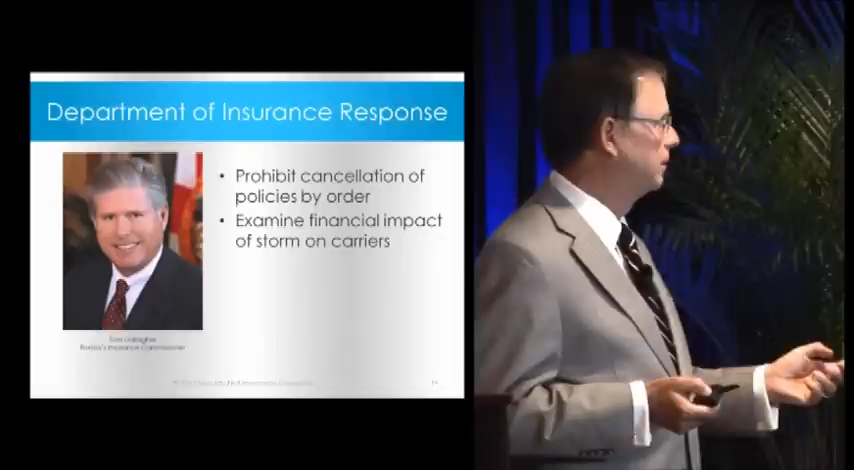 Department of Insurance Response
• Prohibit cancellation of
policies by order
• Examine financial impact
of storm on carriers
Tom Gallagher
Florida's Insurance Commissioner